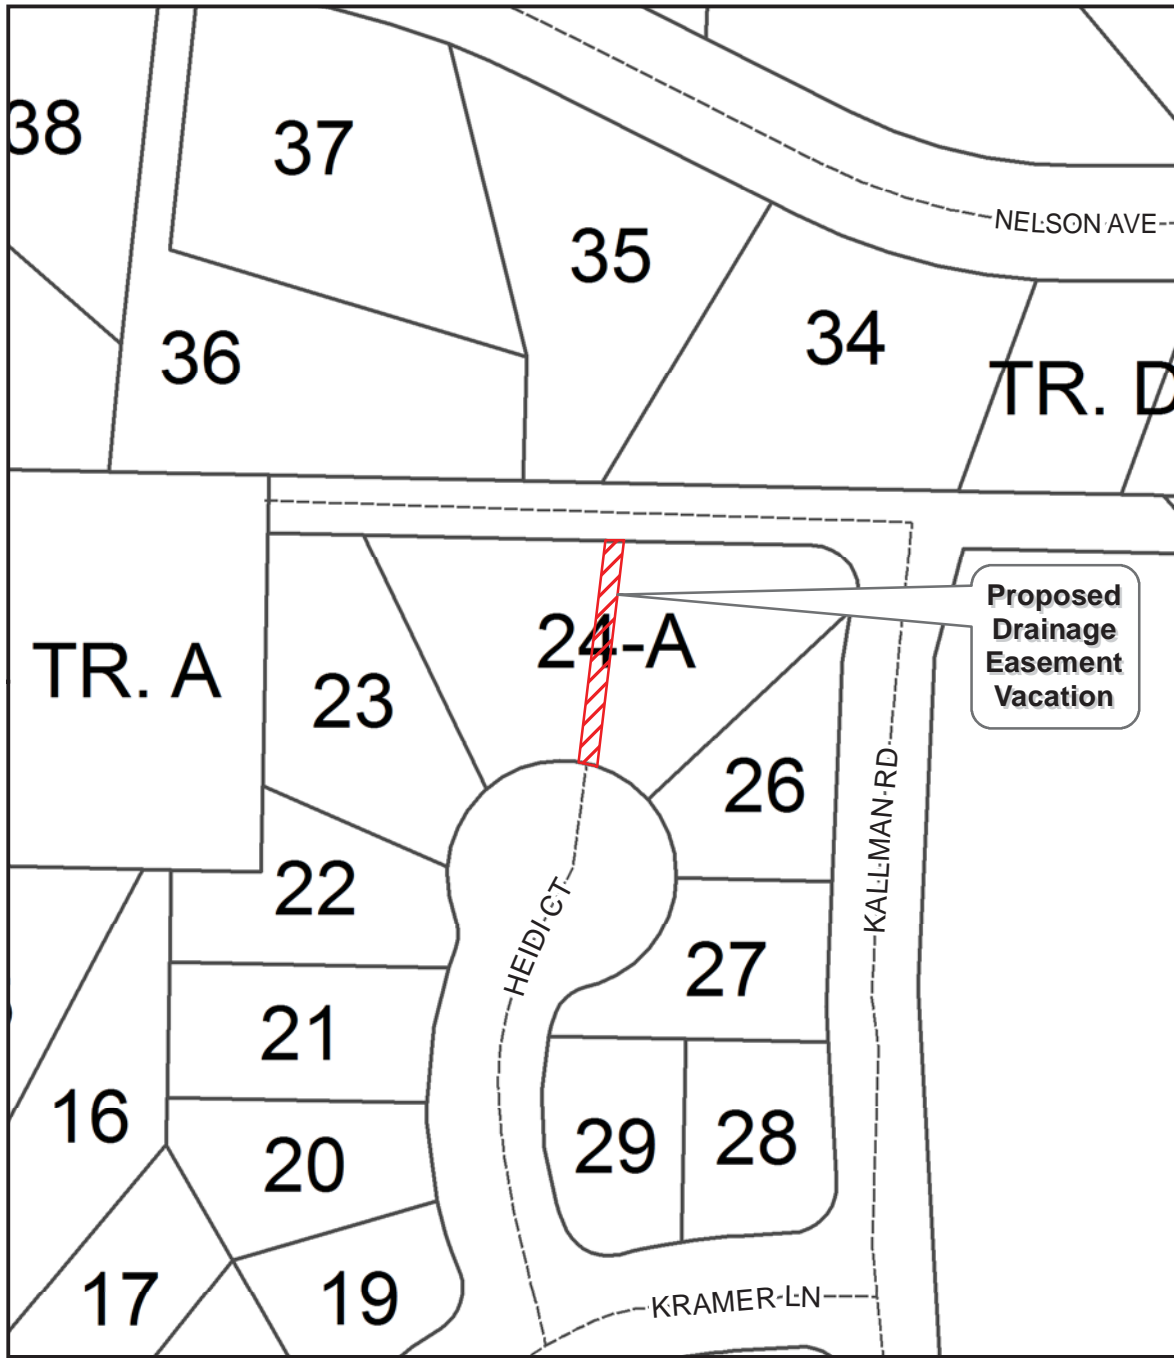 38
37
NELSON AVE
35
34
36
TR. D
Proposed
Drainage
Easement
Vacation
24-A
TR. A
23
26
KALLMAN RD
22
HEIDI CT
27
21
16
29
28
20
17
19
KRAMER LN